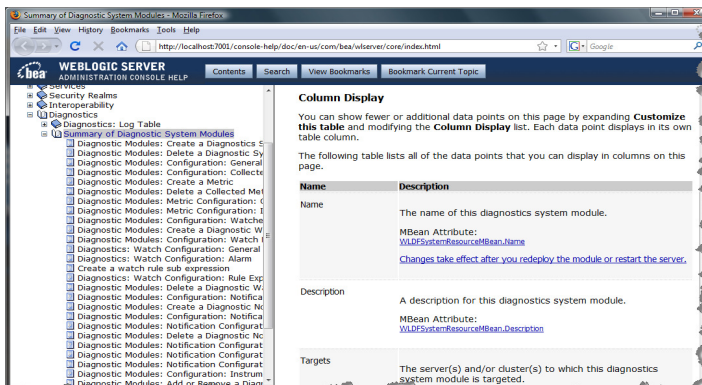 Summary of Diagnostic System Modules - Mozilla Firefox
File Edit View History Bookmarks Tools Help
http://localhost:7001/console-help/doc/en-us/com/bea/wlserver/core/index.html
G Google
bea WEBLOGIC SERVER
ADMINISTRATION CONSOLE HELP
Contents Search View Bookmarks Bookmark Current Topic
Services
Security Realms
Interoperability
Diagnostics
Diagnostics: Log Table
Summary of Diagnostic System Modules
Diagnostic Modules: Create a Diagnostics S
Diagnostic Modules: Delete a Diagnostic Sy
Diagnostic Modules: Configuration: General
Diagnostic Modules: Configuration: Collecte
Diagnostic Modules: Create a Metric
Diagnostic Modules: Delete a Collected Met
Diagnostic Modules: Metric Configuration:
Diagnostic Modules: Metric Configuration:
Diagnostic Modules: Configuration: Watche
Diagnostic Modules: Create a Diagnostic W
Diagnostic Modules: Configuration: Watch
Diagnostics: Watch Configuration: General
Diagnostics: Watch Configuration: Alarm
Create a watch rule sub expression
Diagnostics: Watch Configuration: Rule Exp
Diagnostic Modules: Delete a Diagnostic Wa
Diagnostic Modules: Configuration: Notifica
Diagnostic Modules: Create a Diagnostic No
Diagnostic Modules: Configuration: Notifica
Diagnostic Modules: Notification Configurat
Diagnostic Modules: Delete a Diagnostic No
Diagnostic Modules: Notification Configurat
Diagnostic Modules: Notification Configurat
Diagnostic Modules: Notification Configurat
Diagnostic Modules: Configuration: Instrum
Diagnostic Modules: Add or Remove a Diagn
Column Display
You can show fewer or additional data points on this page by expanding Customize
this table and modifying the Column Display list. Each data point displays in its own
table column.
The following table lists all of the data points that you can display in columns on this
page.
Name Description
Name
The name of this diagnostics system module.
MBean Attribute:
WLDFSystemResourceMBean.Name
Changes take effect after you redeploy the module or restart the server.
Description
A description for this diagnostics system module.
MBean Attribute:
WLDFSystemResourceMBean.Description
Targets
The server(s) and/or cluster(s) to which this diagnostics
system module is targeted.